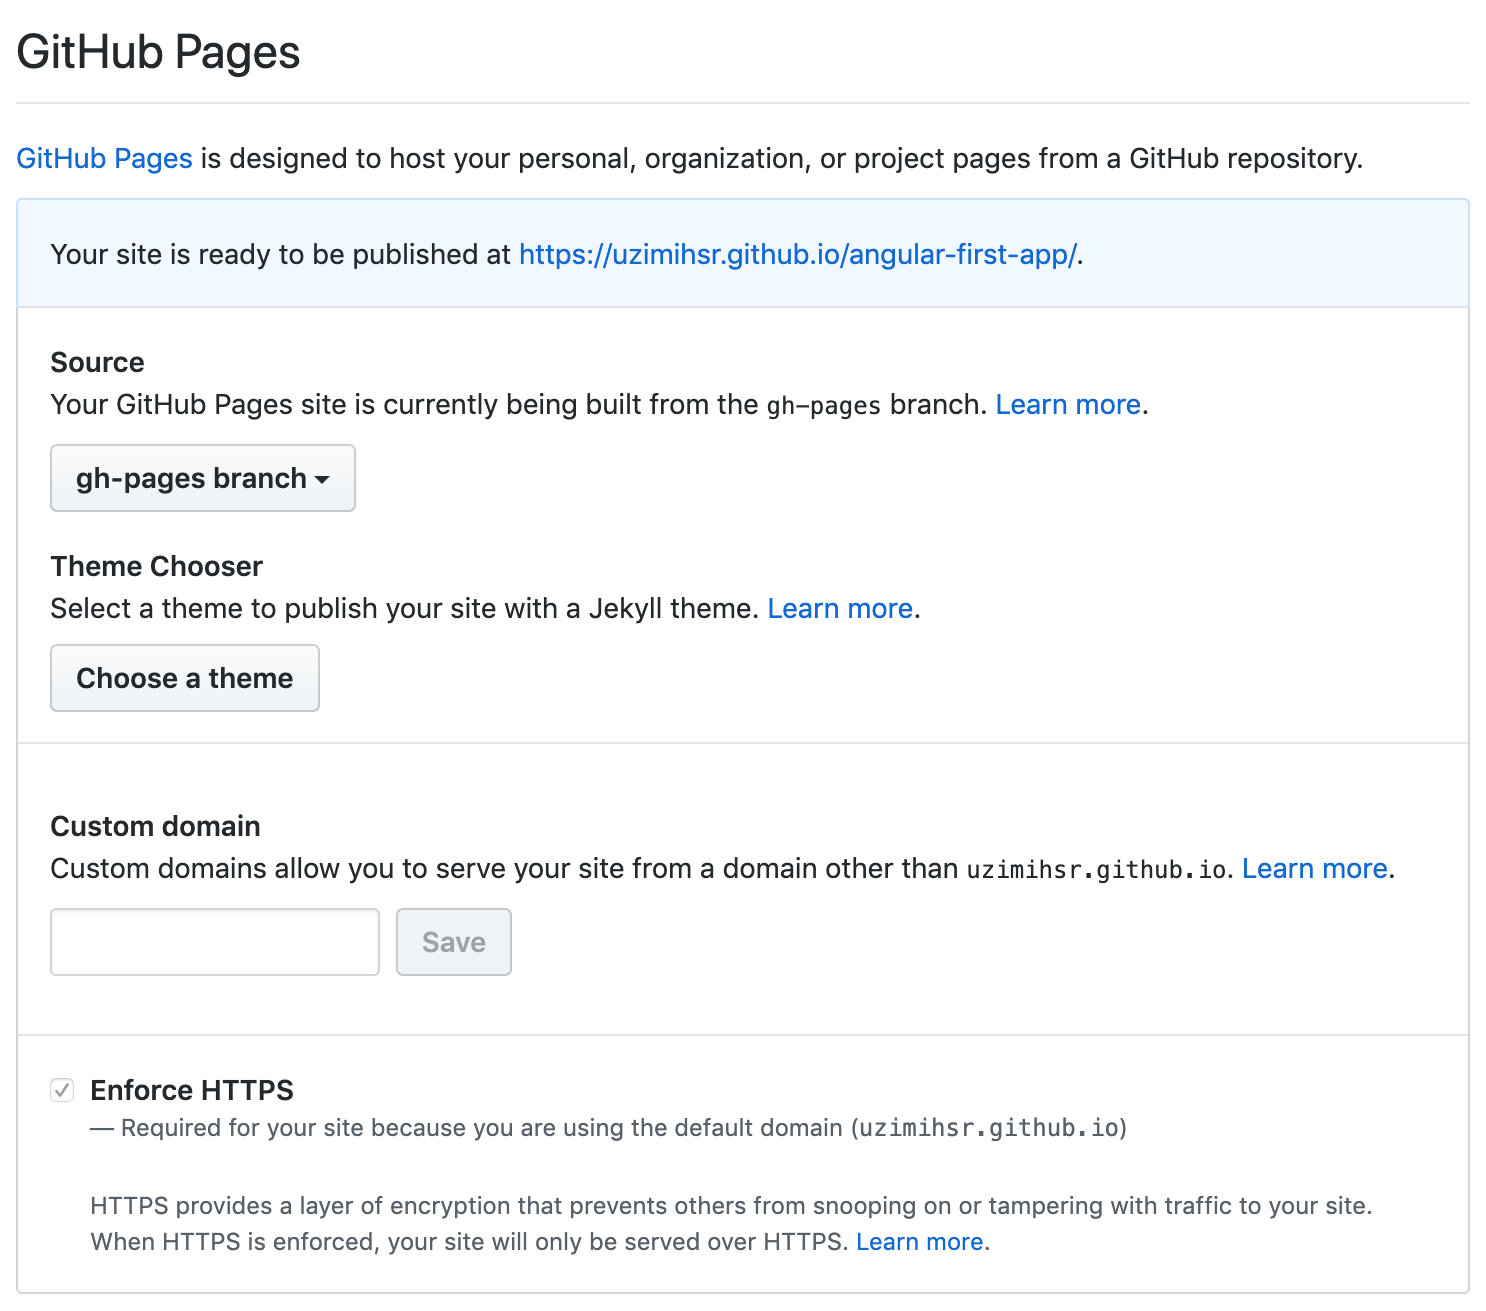 GitHub Pages
GitHub Pages is designed to host your personal, organization, or project pages from a GitHub repository.
Your site is ready to be published at https://uzimihsr.github.io/angular-first-app/.
Source
Your GitHub Pages site is currently being built from the gh-pages branch. Learn more.
gh-pages branch
Theme Chooser
Select a theme to publish your site with a Jekyll theme. Learn more.
Choose a theme
Custom domain
Custom domains allow you to serve your site from a domain other than uzimihsr.github.io. Learn more.
Save
Enforce HTTPS
— Required for your site because you are using the default domain (uzimihsr.github.io)
HTTPS provides a layer of encryption that prevents others from snooping on or tampering with traffic to your site.
When HTTPS is enforced, your site will only be served over HTTPS. Learn more.